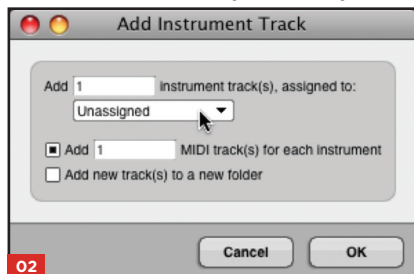 Add Instrument Track
Add 1 instrument track(s), assigned to:
Unassigned
Add 1 MIDI track(s) for each instrument
Add new track(s) to a new folder
Cancel OK
02